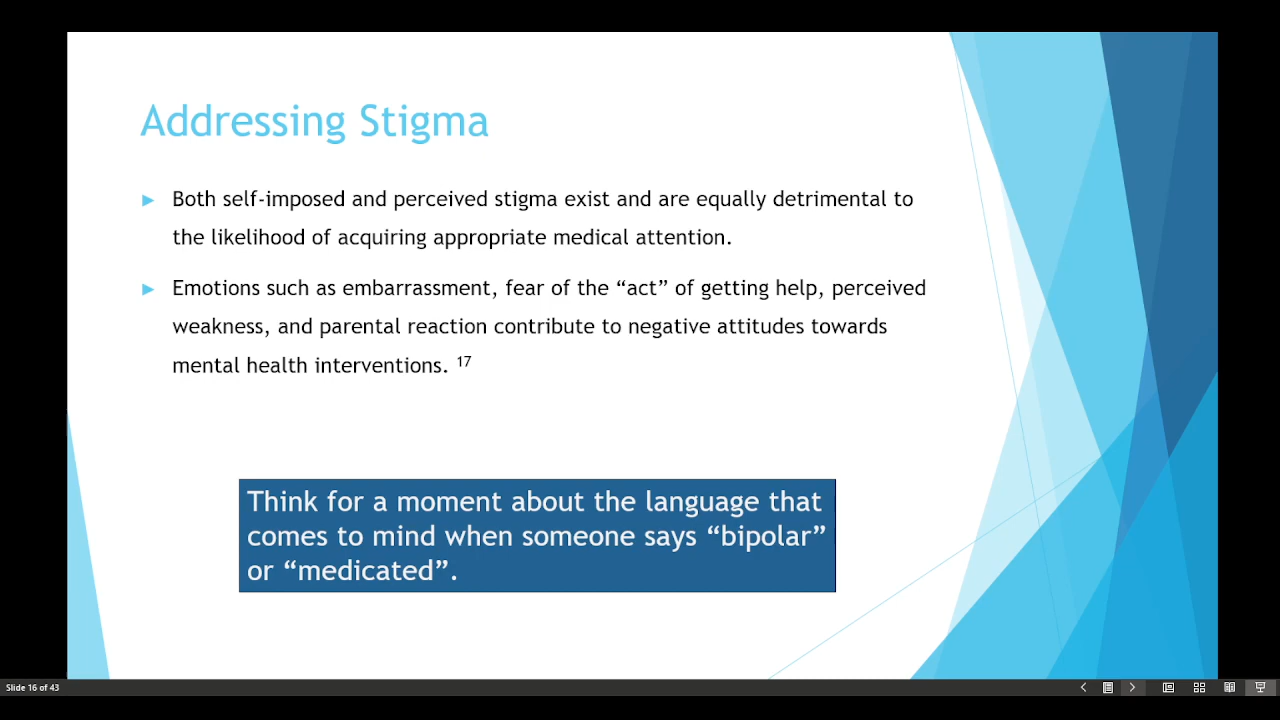 Addressing Stigma
Both self-imposed and perceived stigma exist and are equally detrimental to
the likelihood of acquiring appropriate medical attention.
Emotions such as embarrassment, fear of the “act” of getting help, perceived
weakness, and parental reaction contribute to negative attitudes towards
mental health interventions. 17
Think for a moment about the language that
comes to mind when someone says “bipolar”
or “medicated”.
Slide 16 of 43